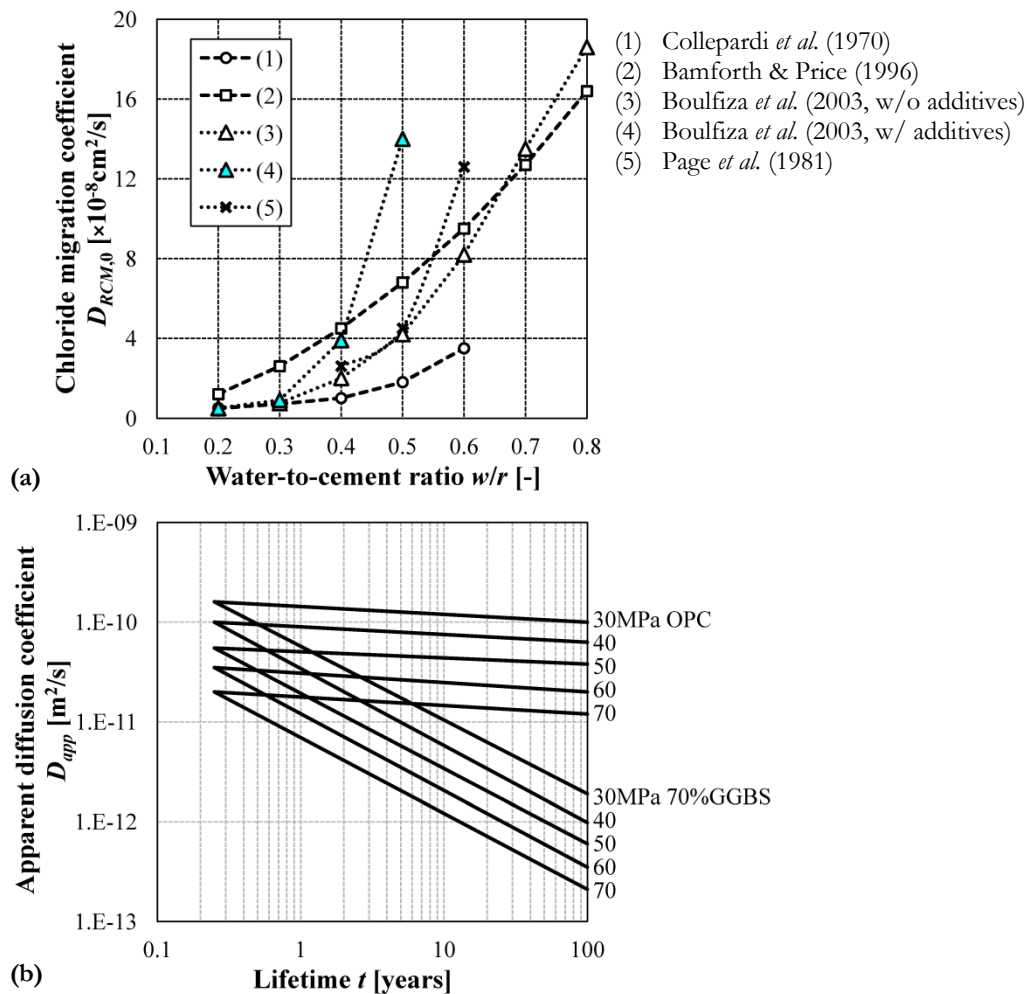 Chloride migration coefficient
D_RCM,0 [×10⁻⁸cm²/s]
20
16
12
8
4
0
(1)
(2)
(3)
(4)
(5)
0.1 0.2 0.3 0.4 0.5 0.6 0.7 0.8
Water-to-cement ratio w/r [-]
(a)
(1) Collepardi et al. (1970)
(2) Bamforth & Price (1996)
(3) Boulfiza et al. (2003, w/o additives)
(4) Boulfiza et al. (2003, w/ additives)
(5) Page et al. (1981)
Apparent diffusion coefficient
D_app [m²/s]
1.E-09
1.E-10
1.E-11
1.E-12
1.E-13
30MPa OPC
40
50
60
70
30MPa 70%GGBS
40
50
60
70
0.1 1 10 100
Lifetime t [years]
(b)